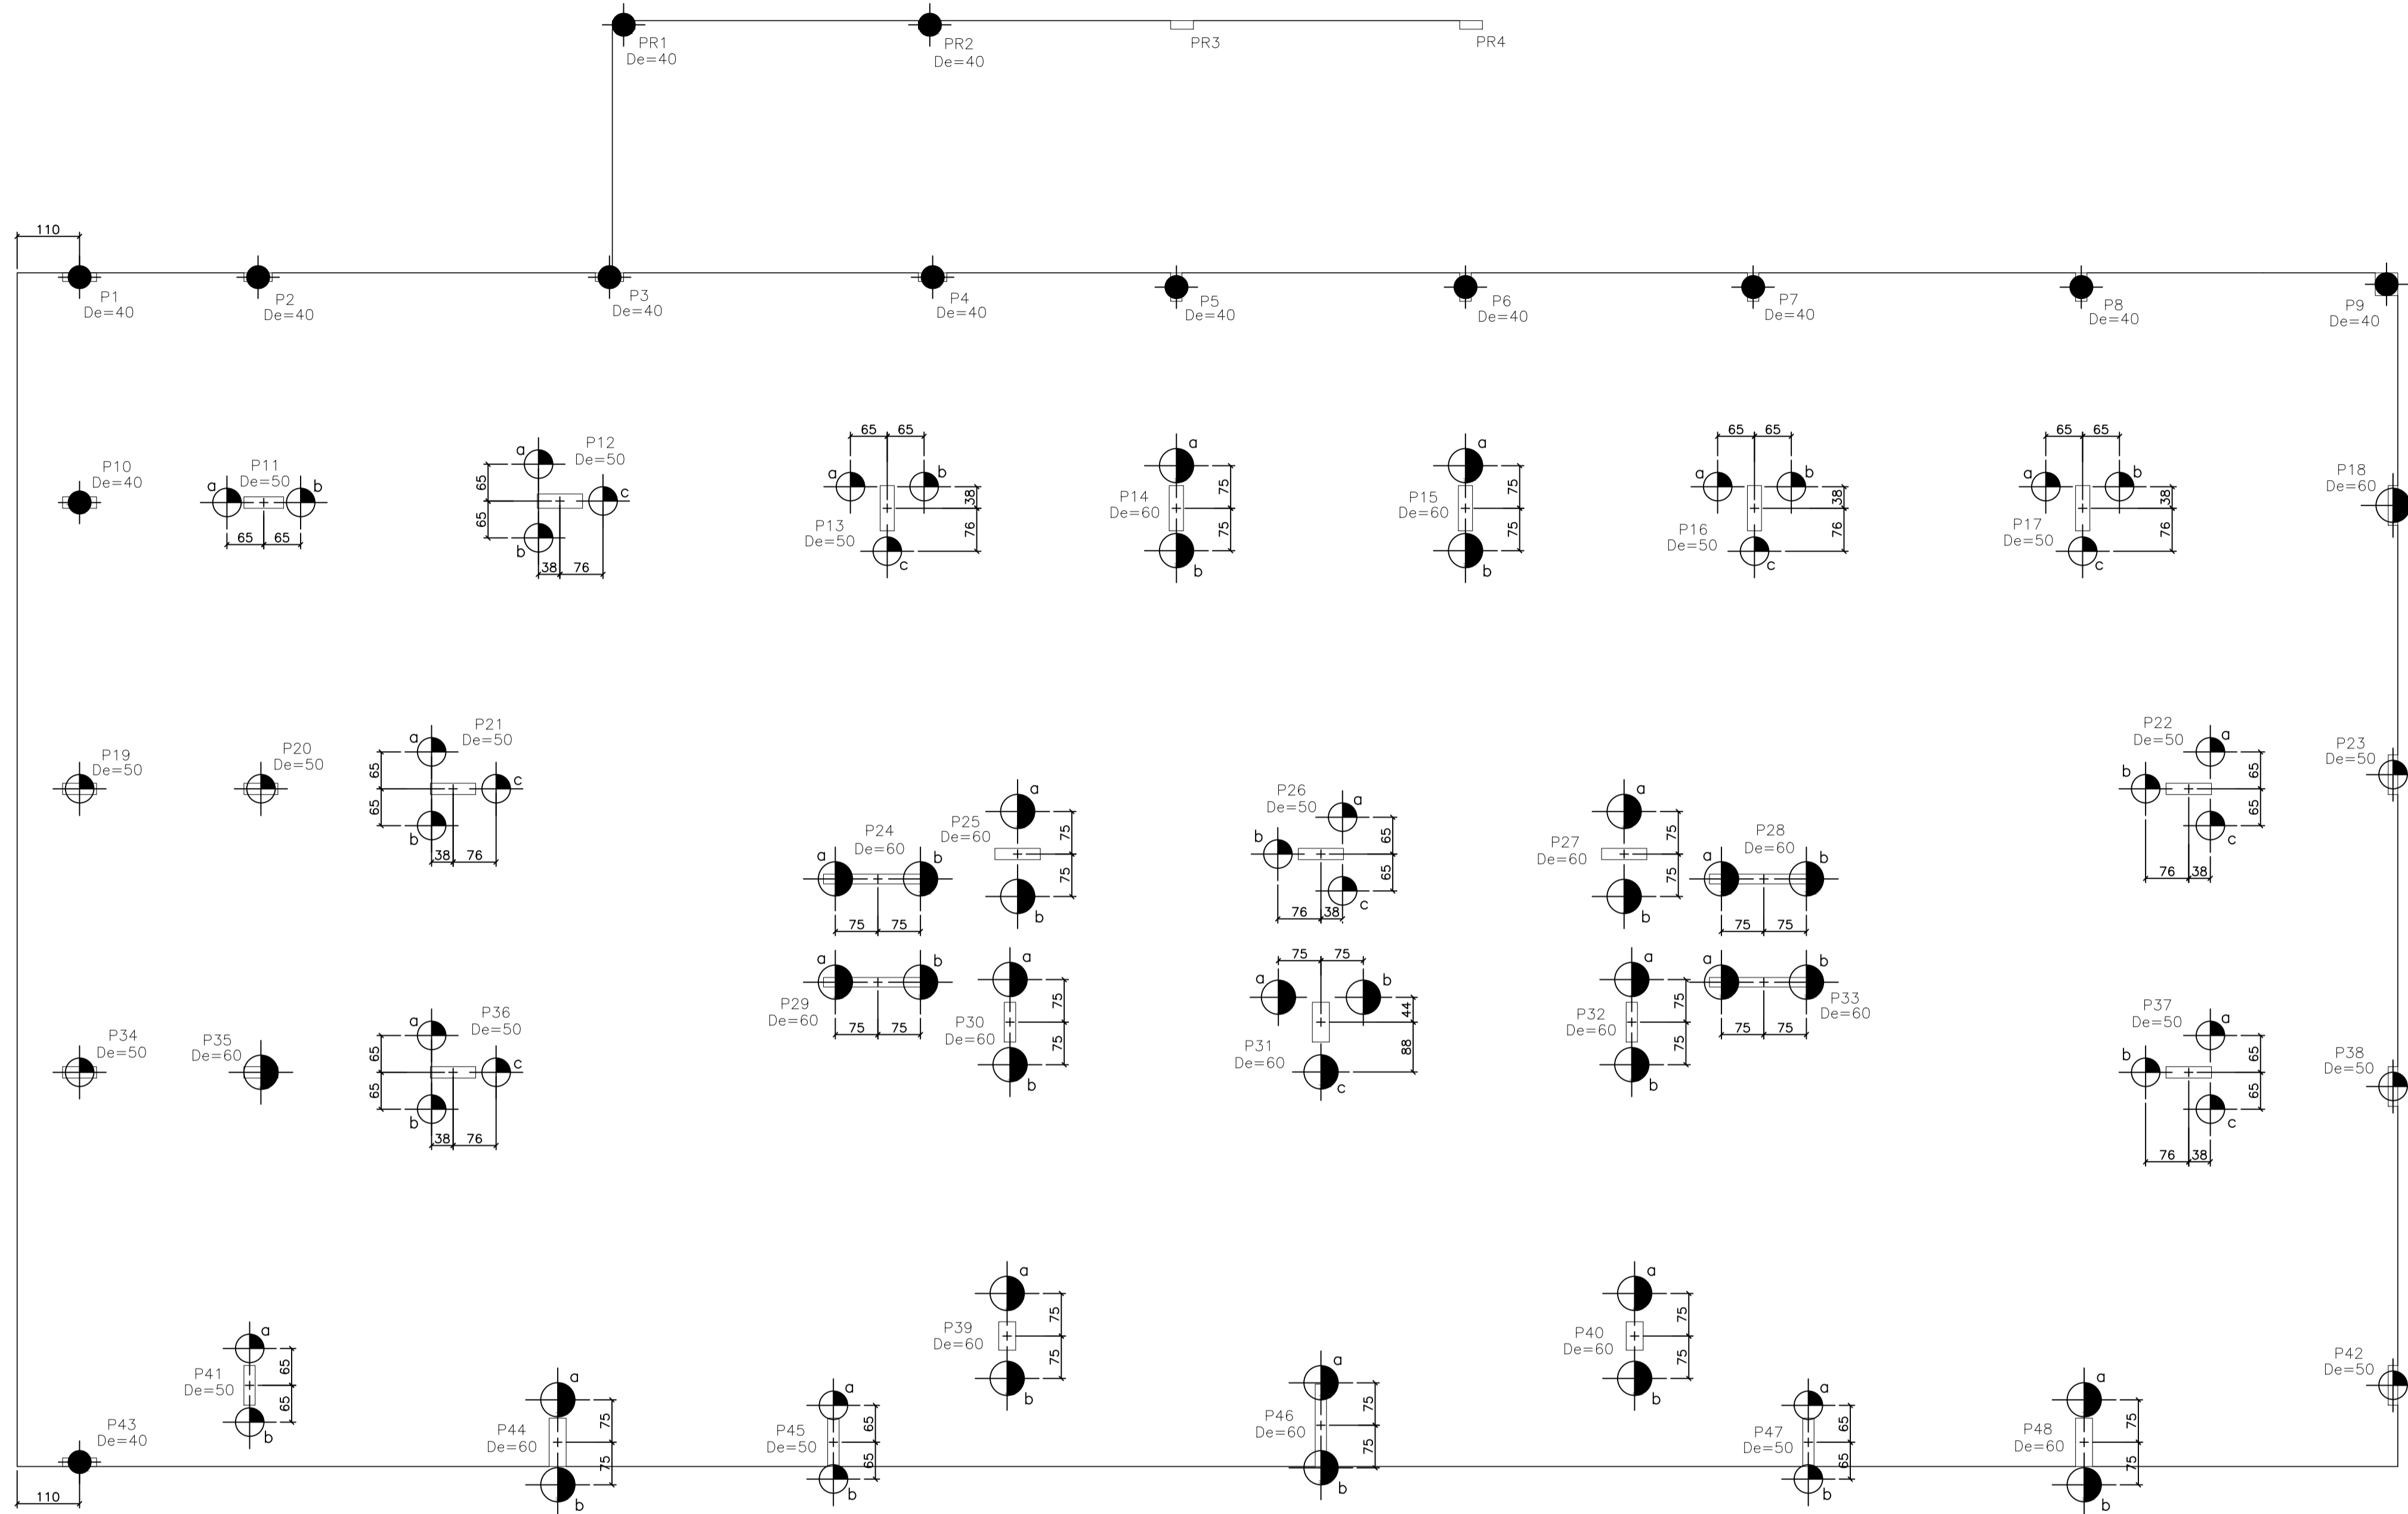 PR1
De=40
PR2
De=40
PR3
PR4
110
P1
De=40
P2
De=40
P3
De=40
P4
De=40
P5
De=40
P6
De=40
P7
De=40
P8
De=40
P9
De=40
P10
De=40
P11
De=50
a
b
65 65
P12
De=50
a
b
c
65
65
38 76
65 65
a
b
38
76
P13
De=50
c
a
P14
De=60
b
75
75
a
P15
De=60
b
75
75
65 65
a
b
38
76
P16
De=50
c
65 65
a
b
38
76
P17
De=50
c
P18
De=60
P19
De=50
P20
De=50
P21
De=50
a
b
c
65
65
38 76
P22
De=50
a
b
c
65
65
76 38
P23
De=50
P24
De=60
a
b
75 75
P25
De=60
a
b
75
75
P26
De=50
a
b
c
65
65
76 38
P27
De=60
a
b
75
75
P28
De=60
a
b
75 75
P29
De=60
a
b
75 75
P30
De=60
a
b
75
75
75 75
a
b
44
88
P31
De=60
c
P32
De=60
a
b
75
75
P33
De=60
a
b
75 75
P34
De=50
P35
De=60
P36
De=50
a
b
c
65
65
38 76
P37
De=50
a
b
c
65
65
76 38
P38
De=50
P39
De=60
a
b
75
75
P40
De=60
a
b
75
75
P41
De=50
a
b
65
65
P42
De=50
P43
De=40
110
P44
De=60
a
b
75
75
P45
De=50
a
b
65
65
P46
De=60
a
b
75
75
P47
De=50
a
b
65
65
P48
De=60
a
b
75
75